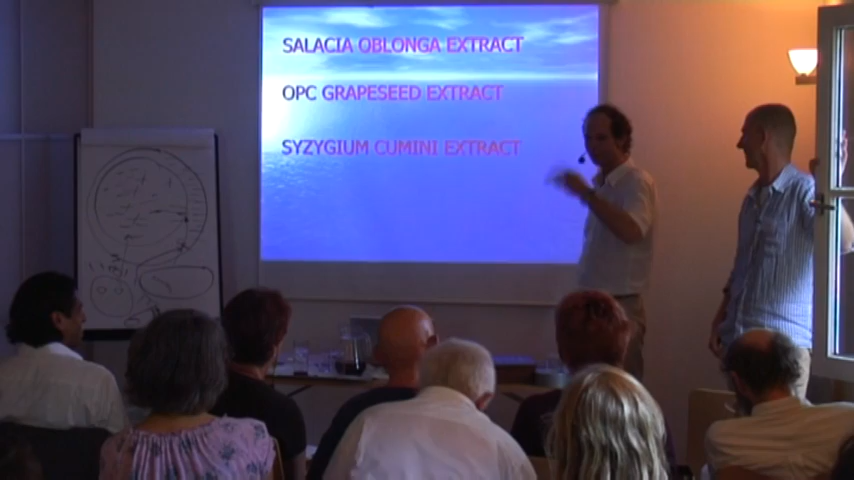 SALACIA OBLONGA EXTRACT
OPC GRAPESEED EXTRACT
SYZYGIUM CUMINI EXTRACT